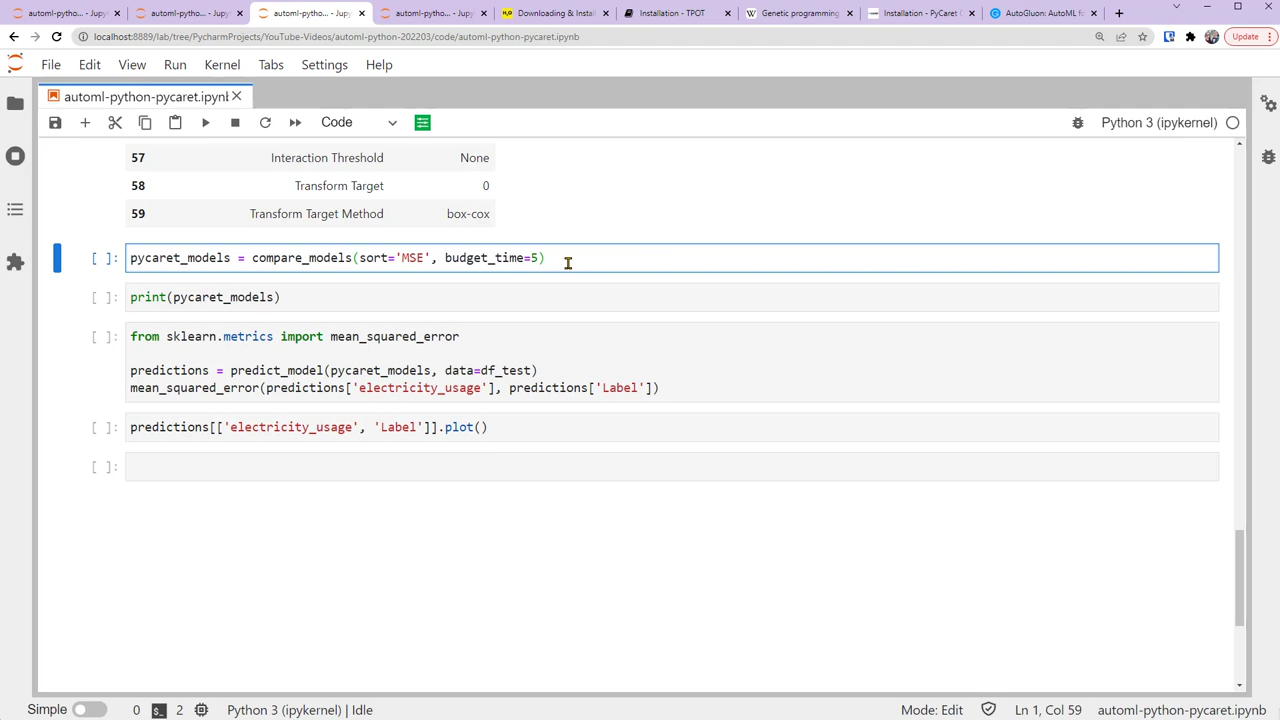 automl-pytho... - Jupy
automl-pytho... - Jupy
automl-pytho... - Jupy
automl-pytho... - Jupy
Downloading & Install
Installation - TPOT
Genetic programming
Installation - PyCaret
AutoGluon: AutoML for
localhost:8889/lab/tree/PycharmProjects/YouTube-Videos/automl-python-202203/code/automl-python-pycaret.ipynb
Update
File Edit View Run Kernel Tabs Settings Help
automl-python-pycaret.ipynb
Code
Python 3 (ipykernel)
57 Interaction Threshold None
58 Transform Target 0
59 Transform Target Method box-cox
[ ]: pycaret_models = compare_models(sort='MSE', budget_time=5)
[ ]: print(pycaret_models)
[ ]: from sklearn.metrics import mean_squared_error
predictions = predict_model(pycaret_models, data=df_test)
mean_squared_error(predictions['electricity_usage'], predictions['Label'])
[ ]: predictions[['electricity_usage', 'Label']].plot()
[ ]:
Simple 0 2 Python 3 (ipykernel) | Idle Mode: Edit Ln 1, Col 59 automl-python-pycaret.ipynb